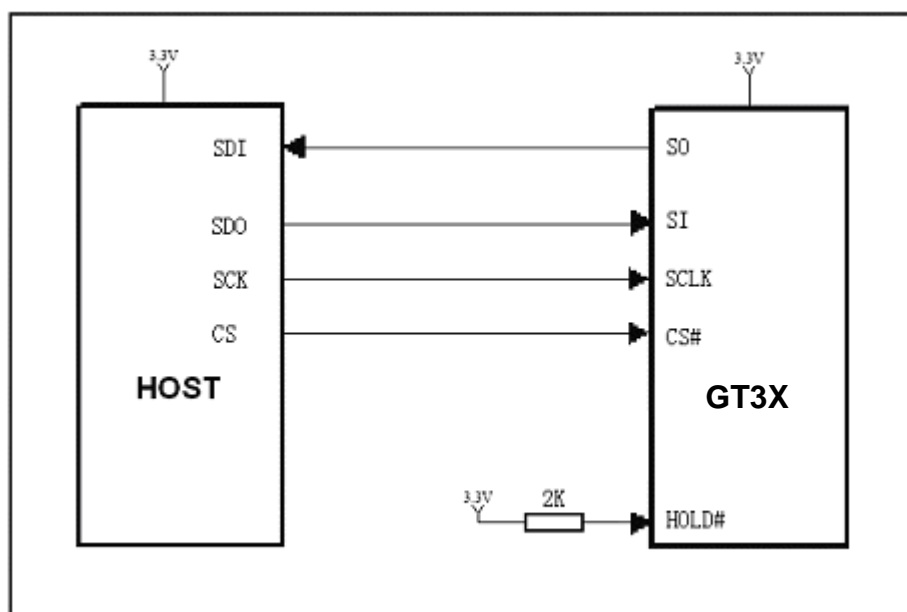 3.3V
3.3V
SDI
SO
SDO
SI
SCK
SCLK
CS
CS#
HOST
GT3X
3.3V
2K
HOLD#